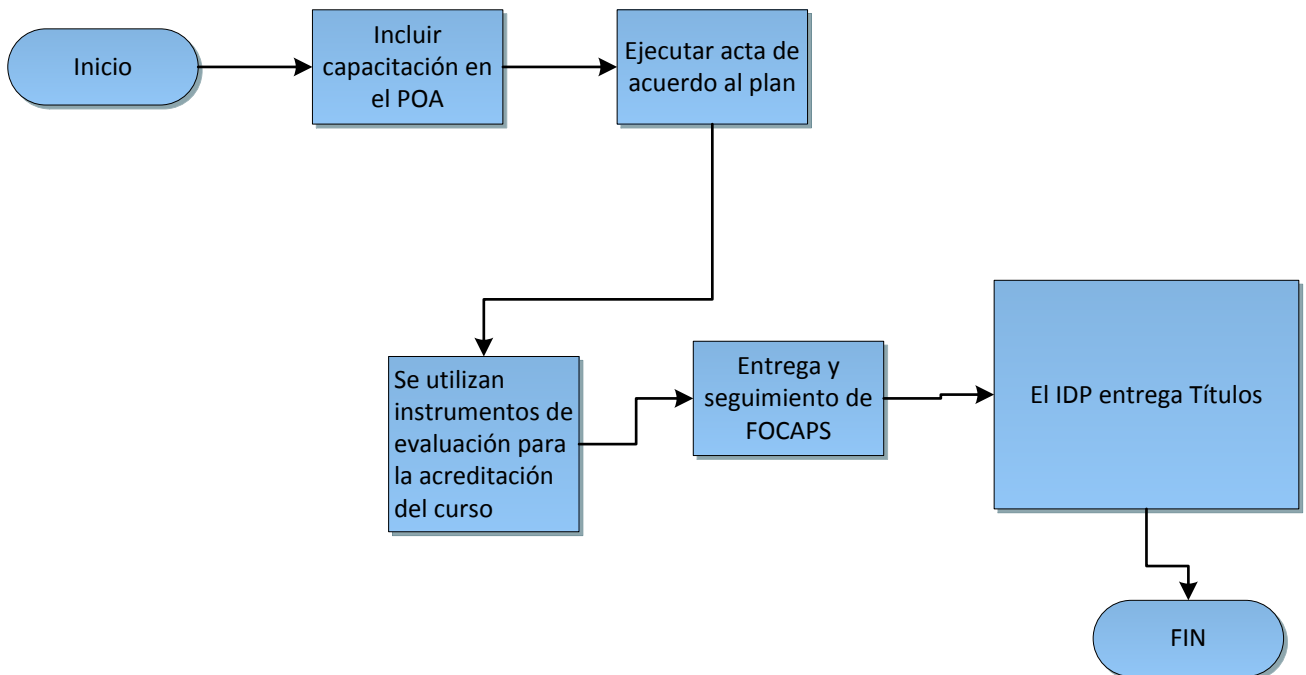 Inicio
Incluir
capacitación en
el POA
Ejecutar acta de
acuerdo al plan
Se utilizan
instrumentos de
evaluación para
la acreditación
del curso
Entrega y
seguimiento de
FOCAPS
El IDP entrega Títulos
FIN